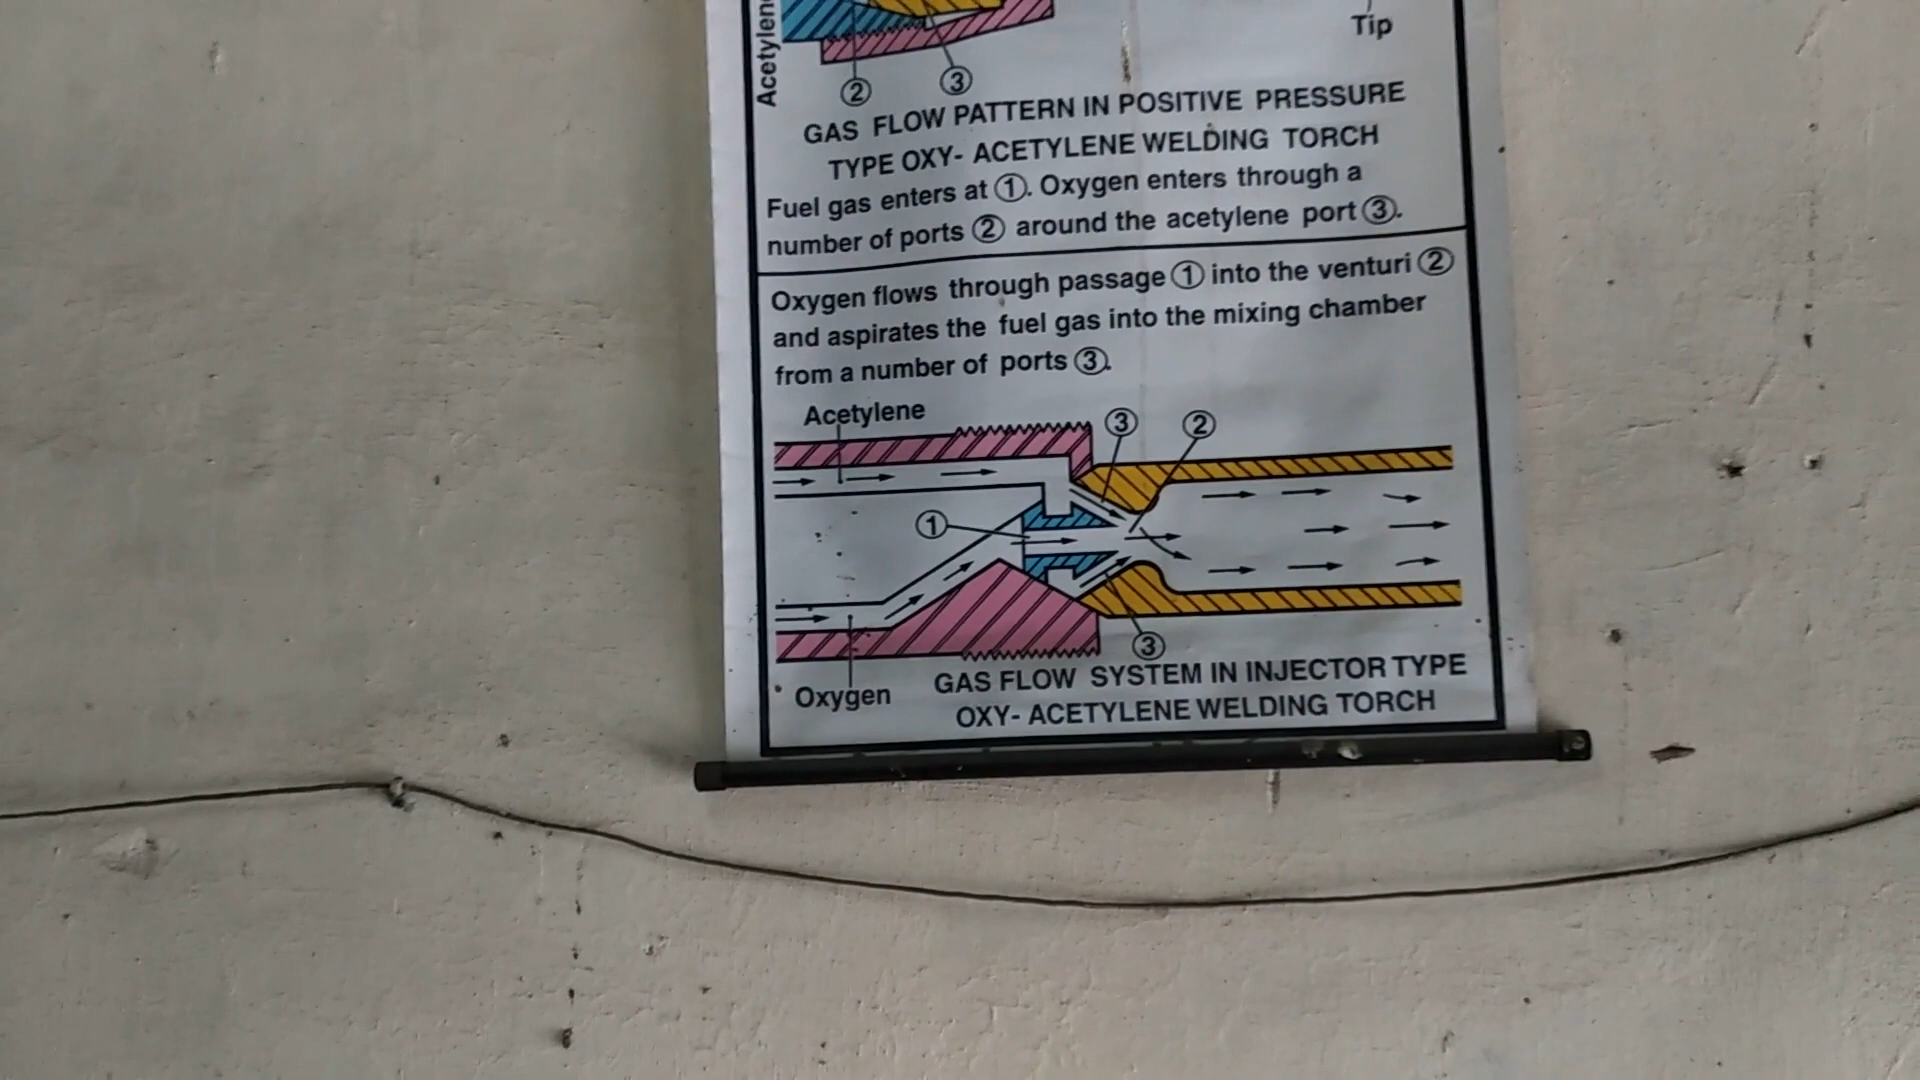 Acetylene
Tip
② ③
GAS FLOW PATTERN IN POSITIVE PRESSURE
TYPE OXY- ACETYLENE WELDING TORCH
Fuel gas enters at ①. Oxygen enters through a
number of ports ② around the acetylene port ③.
Oxygen flows through passage ① into the venturi ②
and aspirates the fuel gas into the mixing chamber
from a number of ports ③.
Acetylene
③ ②
①
③
Oxygen
GAS FLOW SYSTEM IN INJECTOR TYPE
OXY- ACETYLENE WELDING TORCH